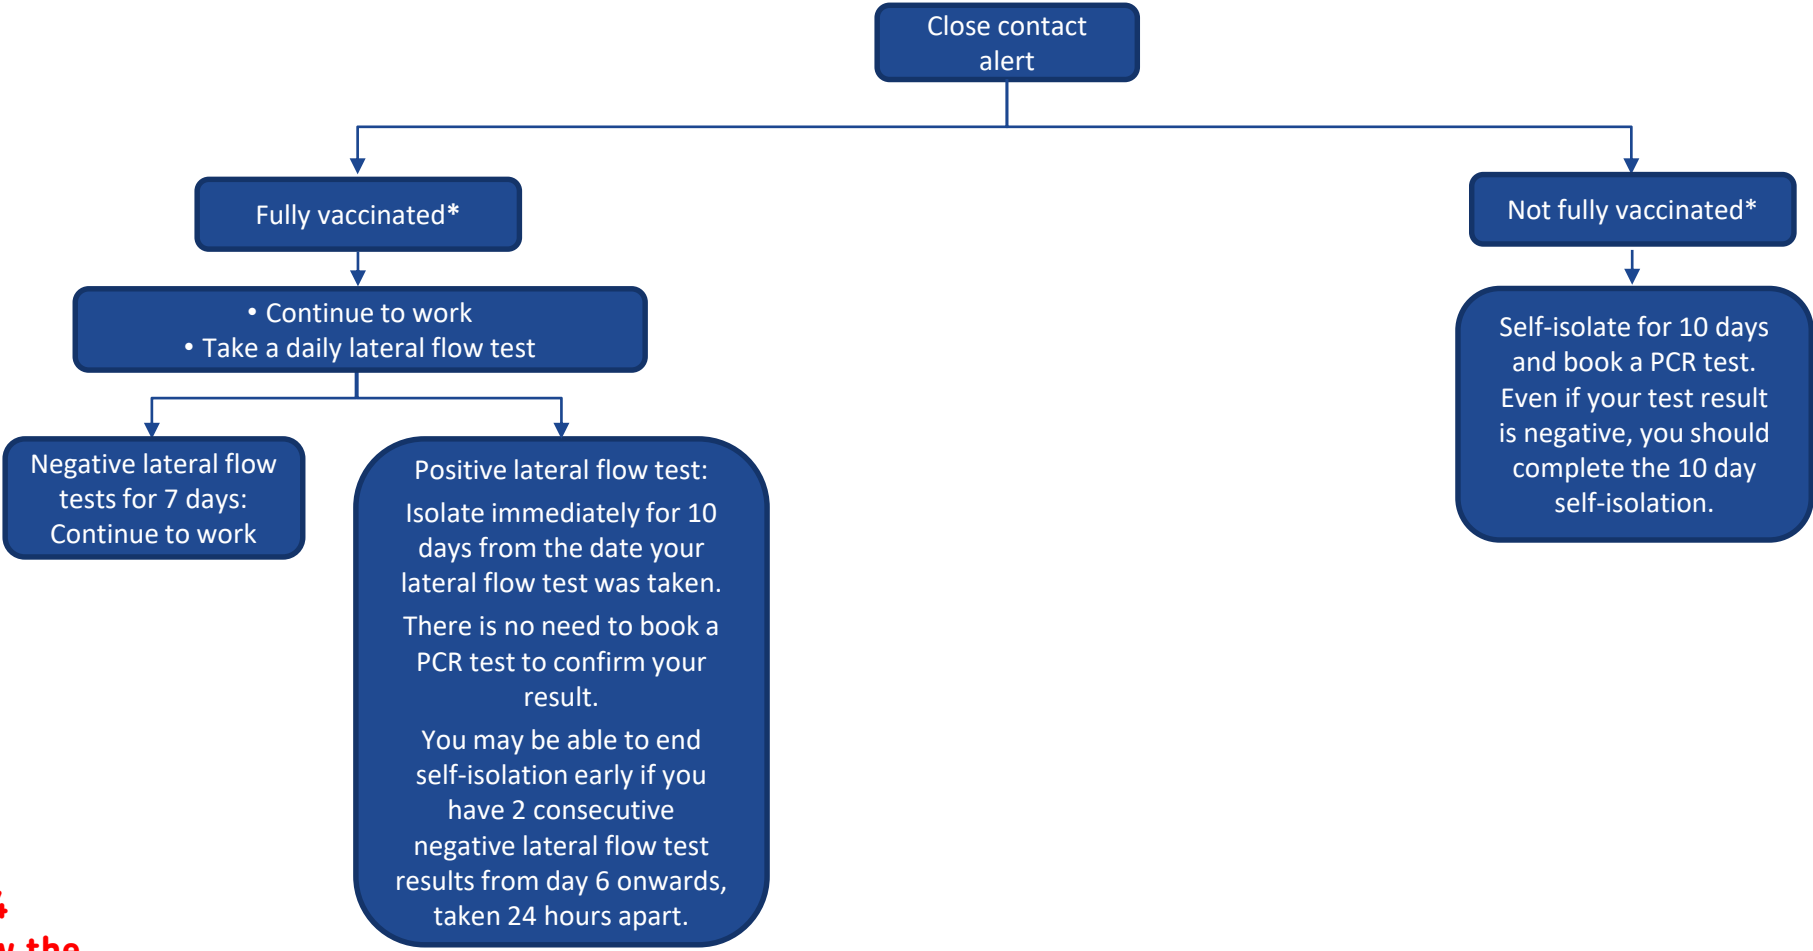 Close contact
alert
Fully vaccinated*
Not fully vaccinated*
• Continue to work
• Take a daily lateral flow test
Negative lateral flow
tests for 7 days:
Continue to work
Positive lateral flow test:
Isolate immediately for 10
days from the date your
lateral flow test was taken.
There is no need to book a
PCR test to confirm your
result.
You may be able to end
self-isolation early if you
have 2 consecutive
negative lateral flow test
results from day 6 onwards,
taken 24 hours apart.
Self-isolate for 10 days
and book a PCR test.
Even if your test result
is negative, you should
complete the 10 day
self-isolation.
the